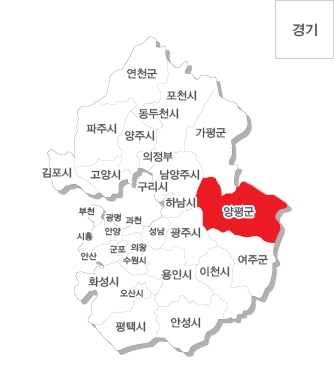 경기
연천군
포천시
동두천시
파주시
양주시
가평군
의정부
김포시
고양시
남양주시
구리시
하남시
양평군
부천
광명
과천
시흥
안양
성남
광주시
군포
의왕
안산
수원시
여주군
용인시
이천시
화성시
오산시
평택시
안성시